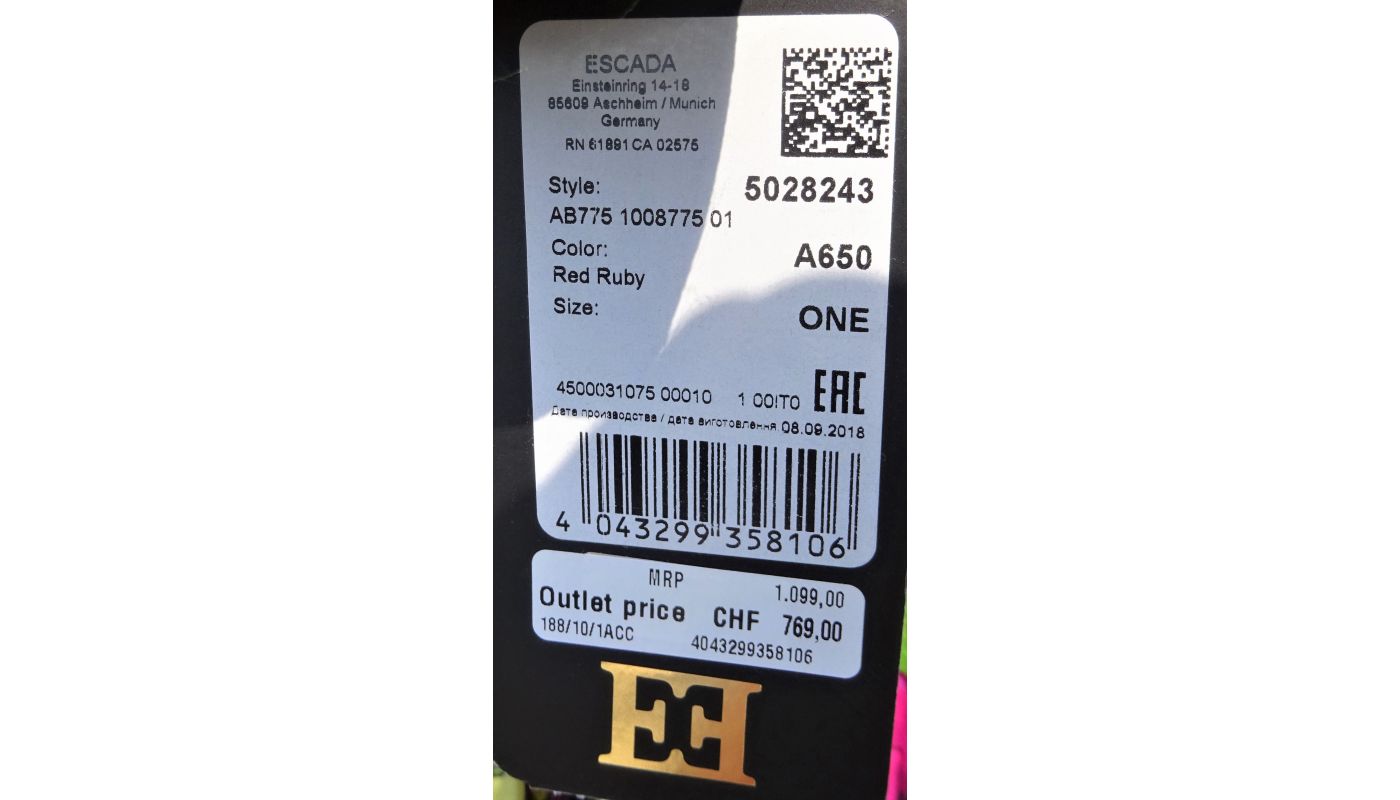 ESCADA
Einsteinring 14-18
85609 Aschheim / Munich
Germany
RN 61891 CA 02575
Style: 5028243
AB775 1008775 01
Color: A650
Red Ruby
Size: ONE
4500031075 00010 1 00!T0 EAC
Дата производства / дата виготовлення 08.09.2018
4 043299 358106
MRP 1.099,00
Outlet price CHF 769,00
188/10/1ACC 4043299358106